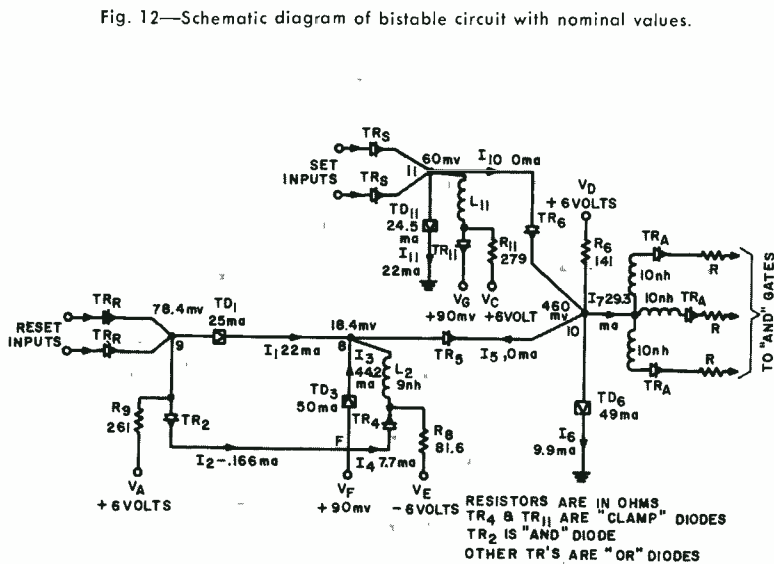 Fig. 12—Schematic diagram of bistable circuit with nominal values.
TRS
SET
INPUTS
TRS
11
60mv
I10 0ma
L11
TD11
24.5
ma
TR11
R11
279
I11
22ma
VG
+90mv
VC
+6VOLT
TR6
VD
+6VOLTS
R6
141
460
mv
10
I7 29.3
ma
TRA
R
10nh
10nh
TRA
R
10nh
TRA
R
TO "AND" GATES
TRR
RESET
INPUTS
TRR
78.4mv
9
TD1
25ma
I1 22ma
18.4mv
8
I3
44.2
ma
L2
9nh
TR5
I5,0ma
TD3
50ma
TR4
TD6
49ma
I6
9.9ma
R9
261
TR2
F
I2-.166ma
I4 7.7ma
R8
81.6
VA
+6VOLTS
VF
+90mv
VE
-6VOLTS
RESISTORS ARE IN OHMS
TR4 & TR11 ARE "CLAMP" DIODES
TR2 IS "AND" DIODE
OTHER TR'S ARE "OR" DIODES